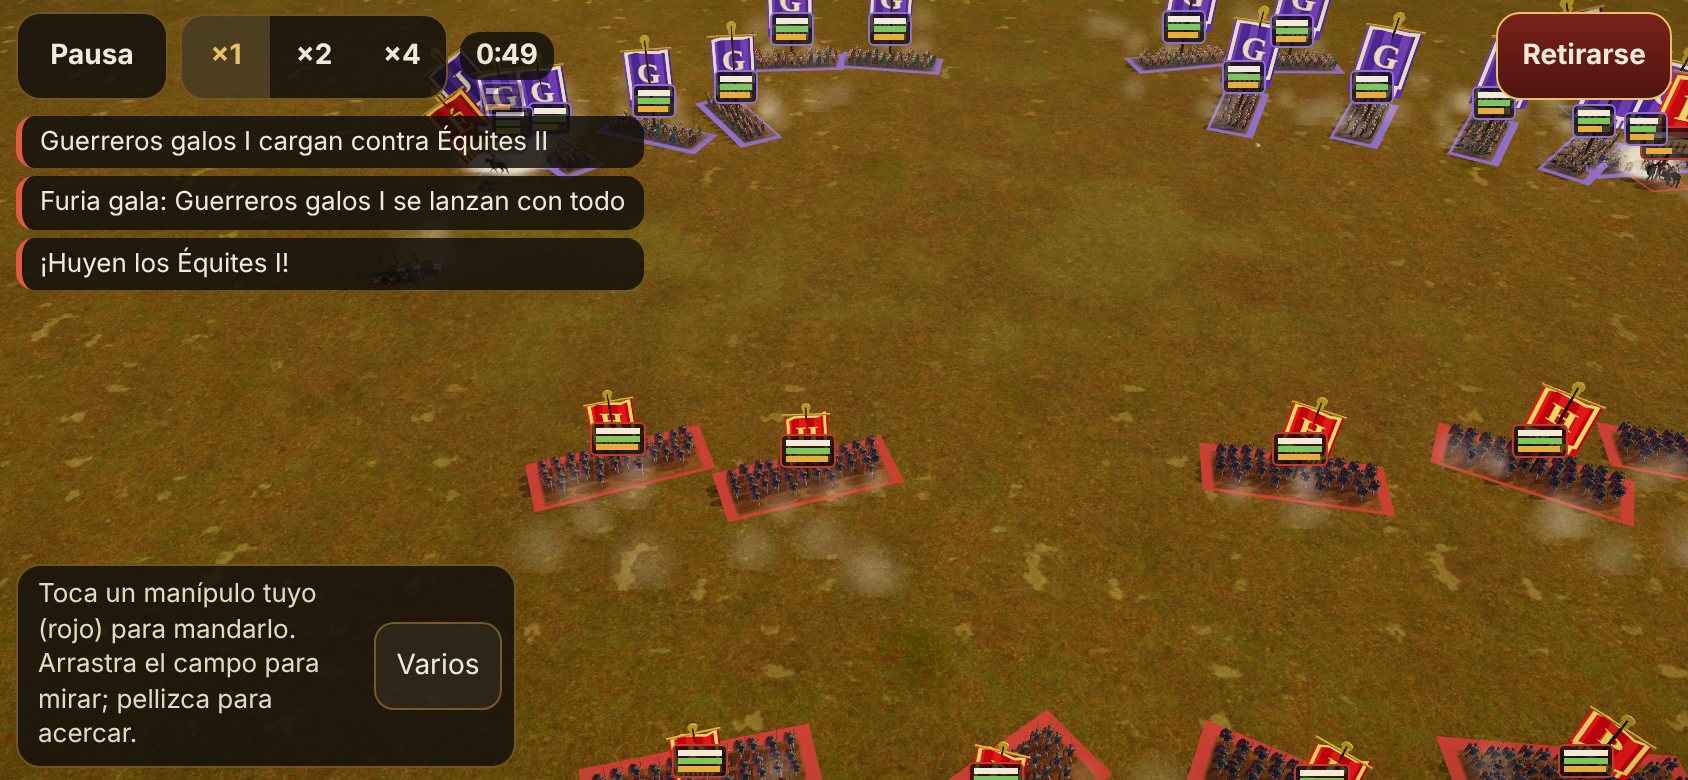 Pausa
×1
×2
×4
0:49
Retirarse
Guerreros galos I cargan contra Équites II
Furia gala: Guerreros galos I se lanzan con todo
¡Huyen los Équites I!
G
G
G
G
G
G
G
G
H
H
H
H
Toca un manípulo tuyo
(rojo) para mandarlo.
Arrastra el campo para
mirar; pellizca para
acercar.
Varios